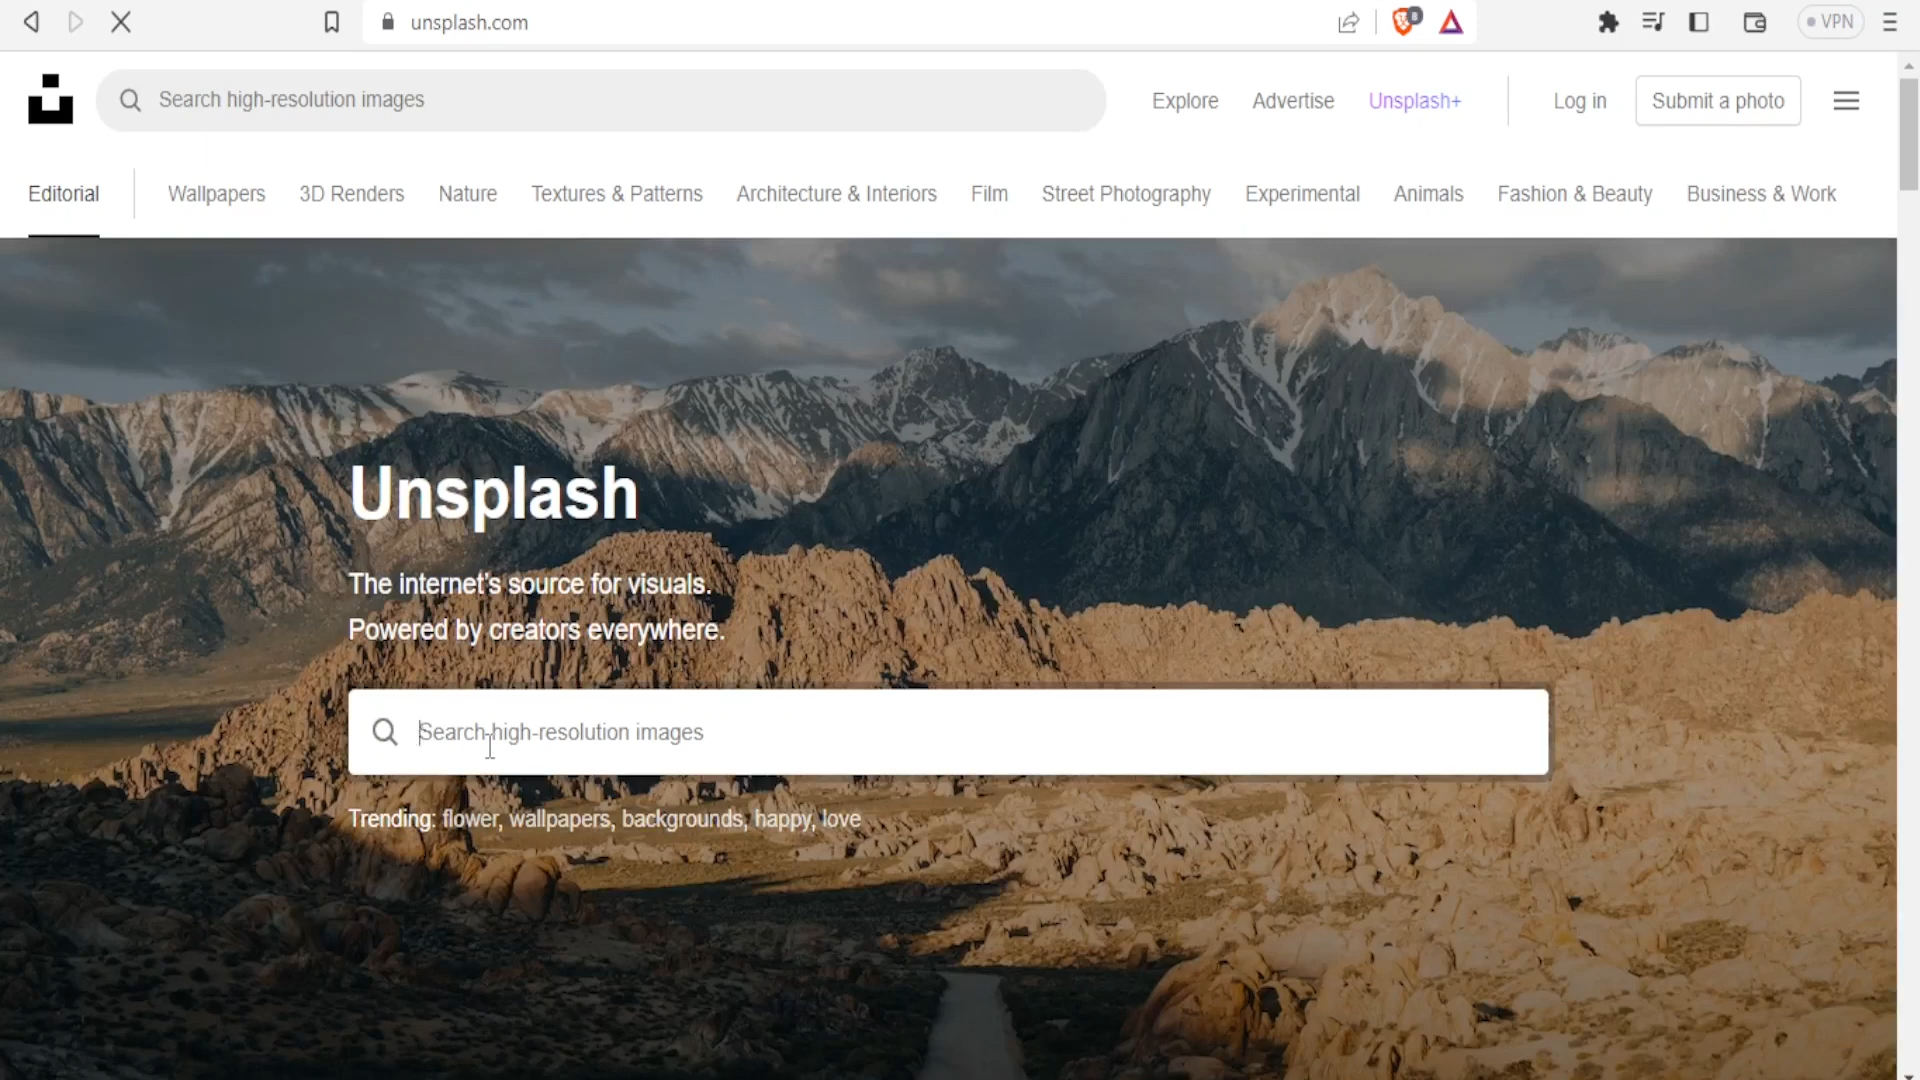 unsplash.com
8
VPN
Search high-resolution images
Explore Advertise Unsplash+ Log in Submit a photo
Editorial Wallpapers 3D Renders Nature Textures & Patterns Architecture & Interiors Film Street Photography Experimental Animals Fashion & Beauty Business & Work
Unsplash
The internet's source for visuals.
Powered by creators everywhere.
Search high-resolution images
Trending: flower, wallpapers, backgrounds, happy, love